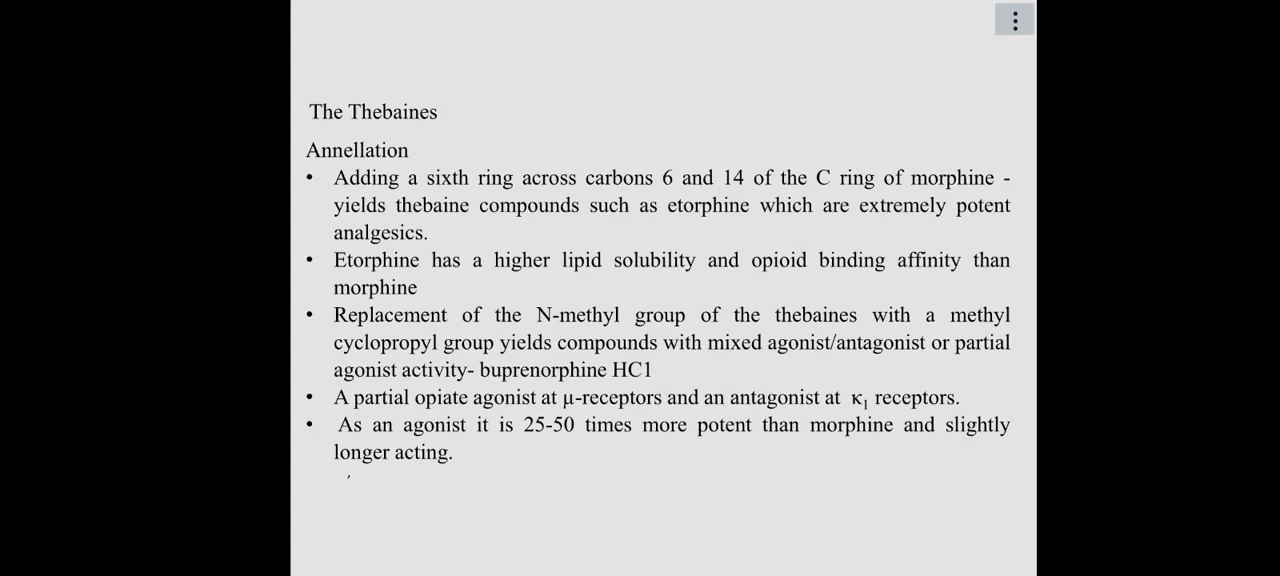 The Thebaines
Annellation
• Adding a sixth ring across carbons 6 and 14 of the C ring of morphine -
yields thebaine compounds such as etorphine which are extremely potent
analgesics.
• Etorphine has a higher lipid solubility and opioid binding affinity than
morphine
• Replacement of the N-methyl group of the thebaines with a methyl
cyclopropyl group yields compounds with mixed agonist/antagonist or partial
agonist activity- buprenorphine HC1
• A partial opiate agonist at μ-receptors and an antagonist at κ₁ receptors.
• As an agonist it is 25-50 times more potent than morphine and slightly
longer acting.